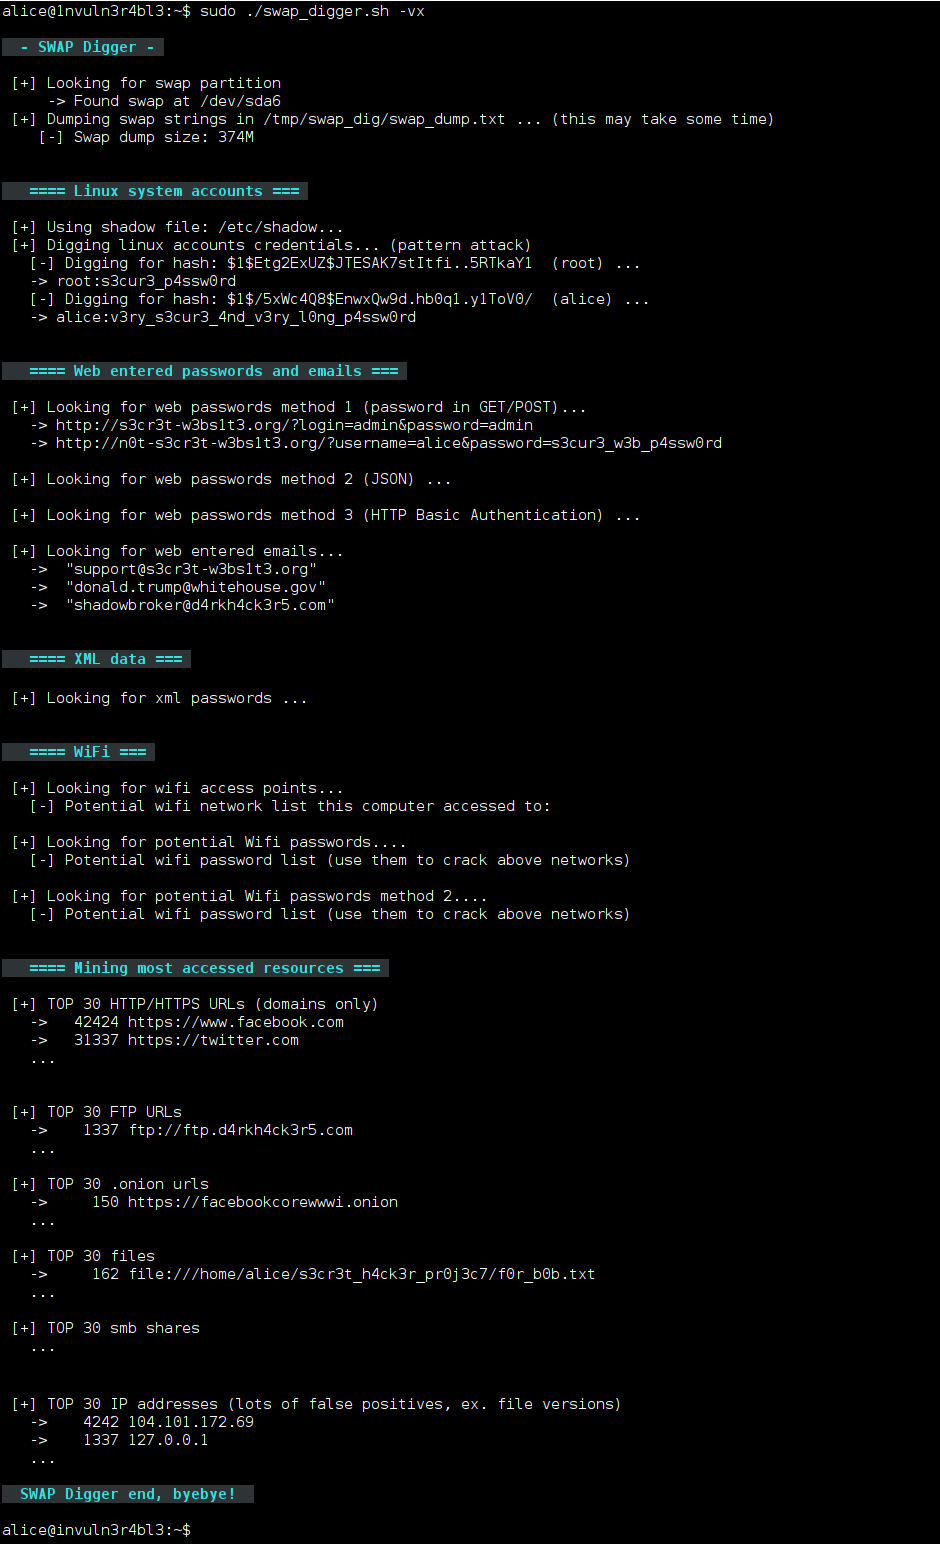 alice@1nvuln3r4bl3:~$ sudo ./swap_digger.sh -vx
- SWAP Digger -
[+] Looking for swap partition
-> Found swap at /dev/sda6
[+] Dumping swap strings in /tmp/swap_dig/swap_dump.txt ... (this may take some time)
[-] Swap dump size: 374M
==== Linux system accounts ===
[+] Using shadow file: /etc/shadow...
[+] Digging linux accounts credentials... (pattern attack)
[-] Digging for hash: $1$Etg2ExUZ$JTESAK7stItfi..5RTkaY1  (root) ...
-> root:s3cur3_p4ssw0rd
[-] Digging for hash: $1$/5xWc4Q8$EnwxQw9d.hb0q1.y1ToV0/  (alice) ...
-> alice:v3ry_s3cur3_4nd_v3ry_l0ng_p4ssw0rd
==== Web entered passwords and emails ===
[+] Looking for web passwords method 1 (password in GET/POST)...
-> http://s3cr3t-w3bs1t3.org/?login=admin&password=admin
-> http://n0t-s3cr3t-w3bs1t3.org/?username=alice&password=s3cur3_w3b_p4ssw0rd
[+] Looking for web passwords method 2 (JSON) ...
[+] Looking for web passwords method 3 (HTTP Basic Authentication) ...
[+] Looking for web entered emails...
->  "support@s3cr3t-w3bs1t3.org"
->  "donald.trump@whitehouse.gov"
->  "shadowbroker@d4rkh4ck3r5.com"
==== XML data ===
[+] Looking for xml passwords ...
==== WiFi ===
[+] Looking for wifi access points...
[-] Potential wifi network list this computer accessed to:
[+] Looking for potential Wifi passwords....
[-] Potential wifi password list (use them to crack above networks)
[+] Looking for potential Wifi passwords method 2....
[-] Potential wifi password list (use them to crack above networks)
==== Mining most accessed resources ===
[+] TOP 30 HTTP/HTTPS URLs (domains only)
->   42424 https://www.facebook.com
->   31337 https://twitter.com
...
[+] TOP 30 FTP URLs
->    1337 ftp://ftp.d4rkh4ck3r5.com
...
[+] TOP 30 .onion urls
->     150 https://facebookcorewwwi.onion
...
[+] TOP 30 files
->     162 file:///home/alice/s3cr3t_h4ck3r_pr0j3c7/f0r_b0b.txt
...
[+] TOP 30 smb shares
...
[+] TOP 30 IP addresses (lots of false positives, ex. file versions)
->    4242 104.101.172.69
->    1337 127.0.0.1
...
SWAP Digger end, byebye!
alice@invuln3r4bl3:~$